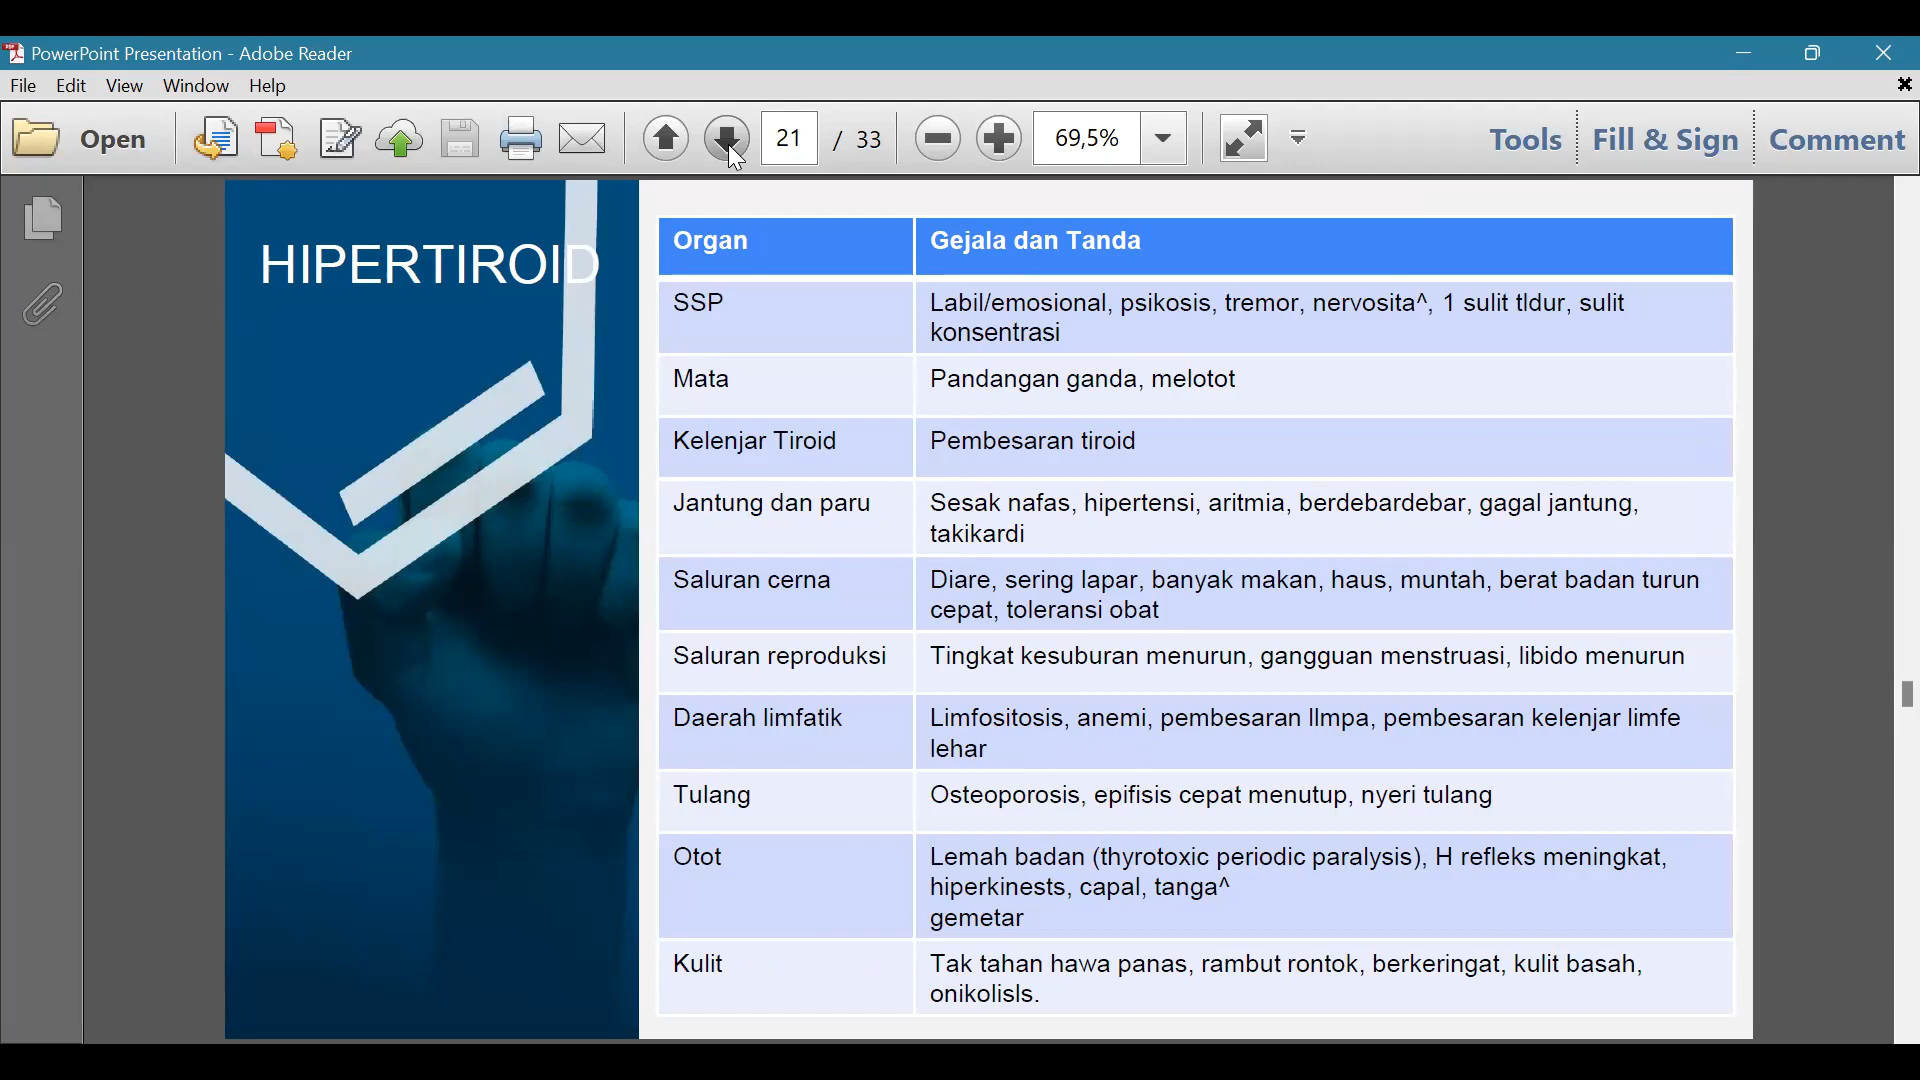 PowerPoint Presentation - Adobe Reader
File Edit View Window Help
Open 21 / 33 69,5% Tools Fill & Sign Comment
HIPERTIROID
Organ Gejala dan Tanda
SSP Labil/emosional, psikosis, tremor, nervosita^, 1 sulit tldur, sulit
konsentrasi
Mata Pandangan ganda, melotot
Kelenjar Tiroid Pembesaran tiroid
Jantung dan paru Sesak nafas, hipertensi, aritmia, berdebardebar, gagal jantung,
takikardi
Saluran cerna Diare, sering lapar, banyak makan, haus, muntah, berat badan turun
cepat, toleransi obat
Saluran reproduksi Tingkat kesuburan menurun, gangguan menstruasi, libido menurun
Daerah limfatik Limfositosis, anemi, pembesaran llmpa, pembesaran kelenjar limfe
lehar
Tulang Osteoporosis, epifisis cepat menutup, nyeri tulang
Otot Lemah badan (thyrotoxic periodic paralysis), H refleks meningkat,
hiperkinests, capal, tanga^
gemetar
Kulit Tak tahan hawa panas, rambut rontok, berkeringat, kulit basah,
onikolisls.